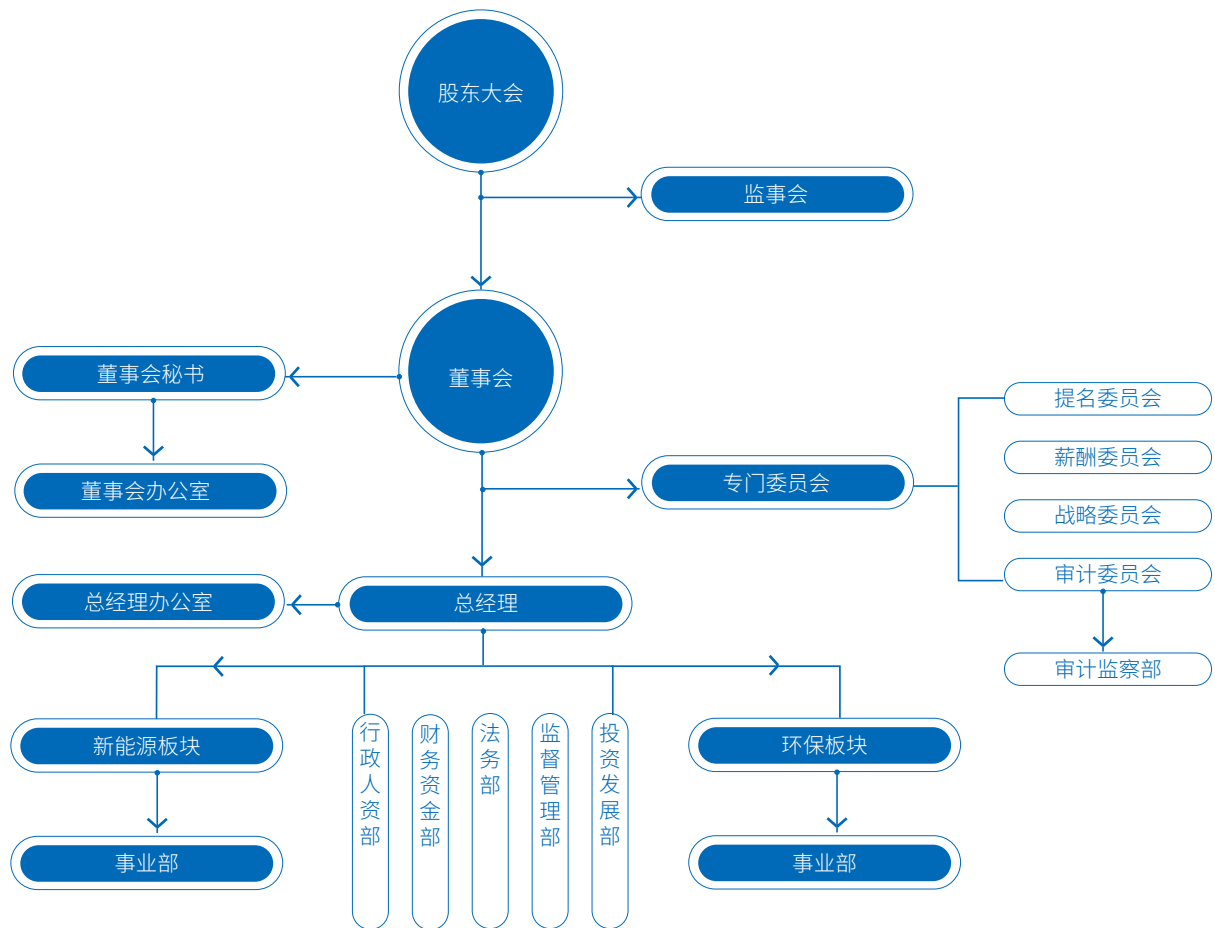 股东大会
监事会
董事会
董事会秘书
董事会办公室
专门委员会
提名委员会
薪酬委员会
战略委员会
审计委员会
审计监察部
总经理办公室
总经理
新能源板块
事业部
行政人资部
财务资金部
法务部
监督管理部
投资发展部
环保板块
事业部